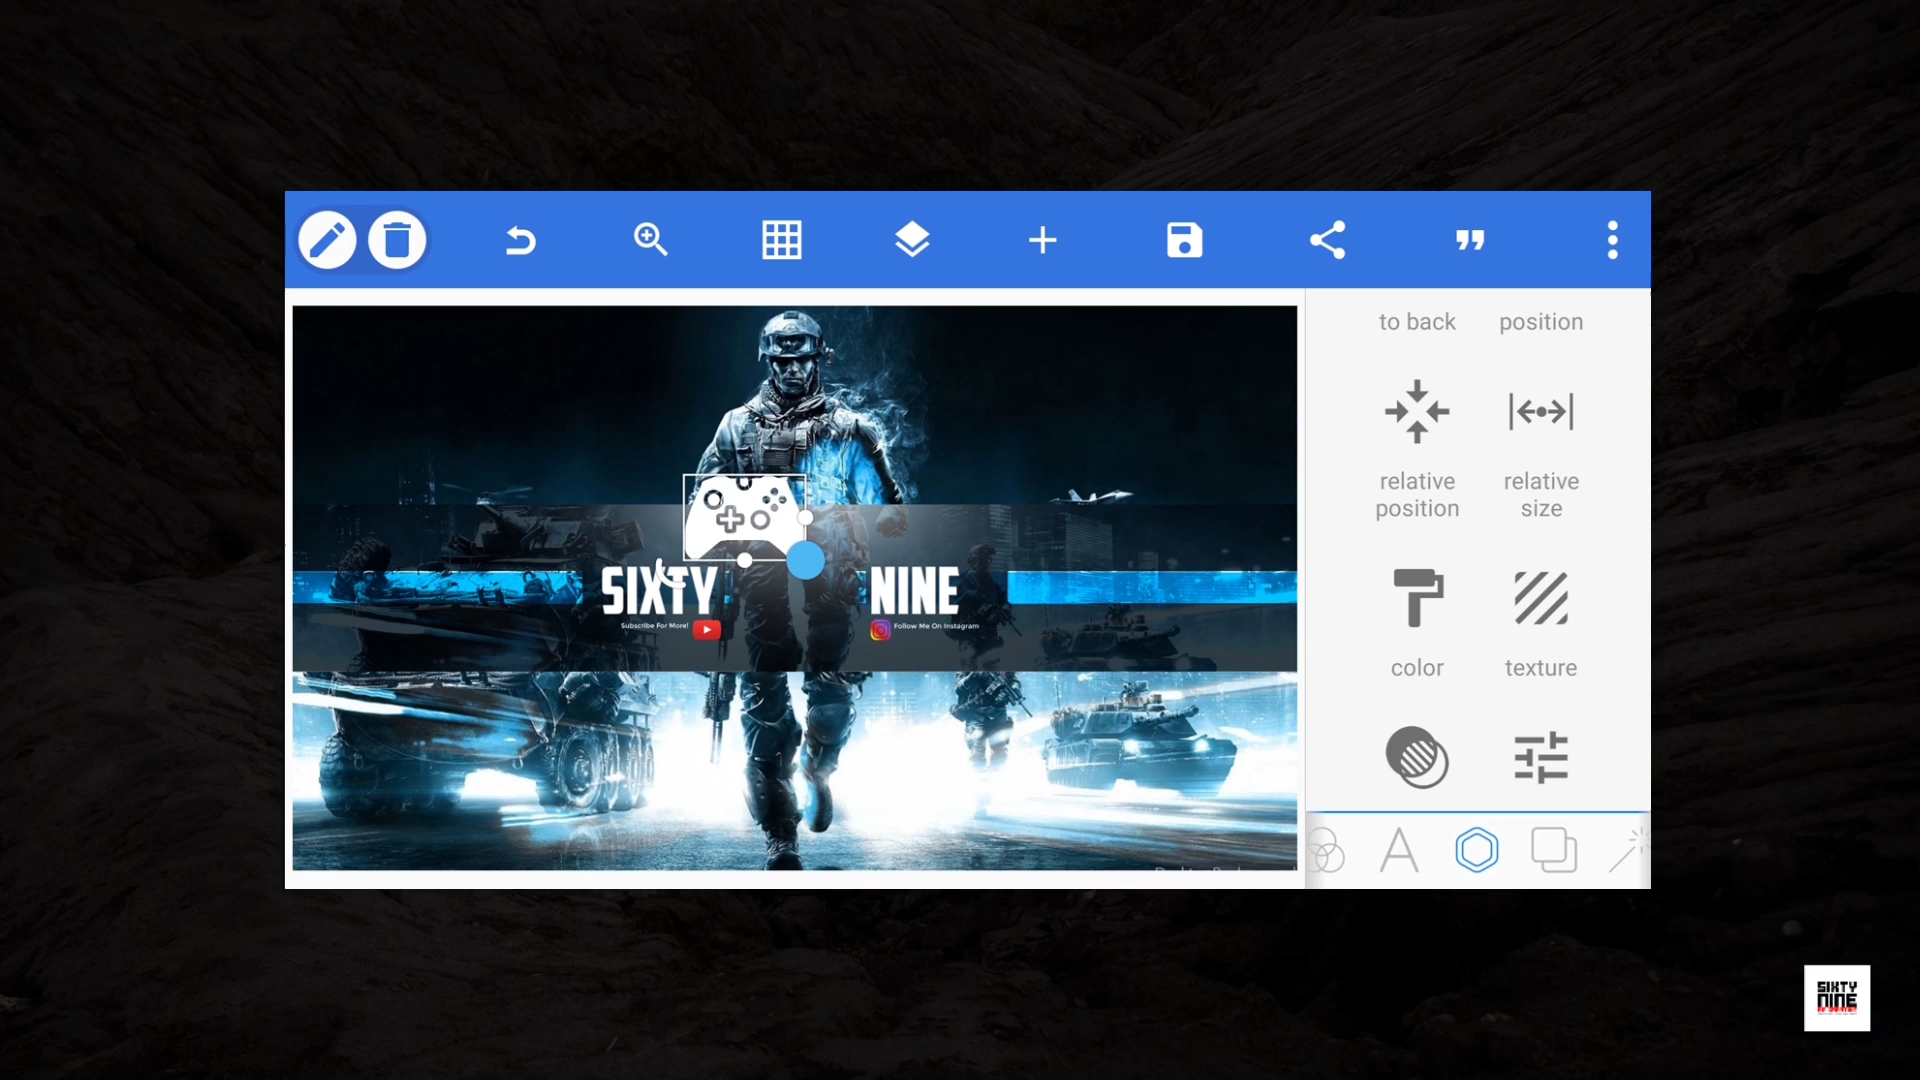 to back
position
relative
position
relative
size
SIXTY
NINE
Subscribe For More!
Follow Me On Instagram
color
texture
SIXTY
NINE